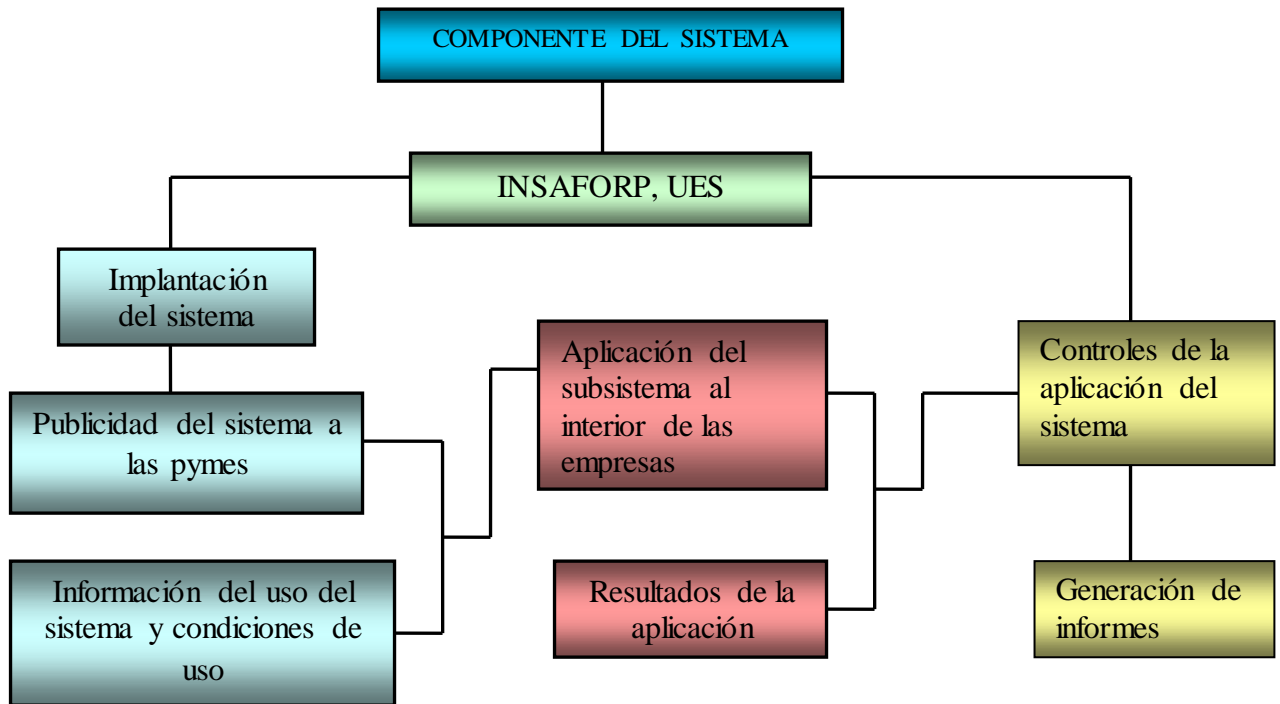 COMPONENTE DEL SISTEMA
INSAFORP, UES
Implantación
del sistema
Publicidad del sistema a
las pymes
Información del uso del
sistema y condiciones de
uso
Aplicación del
subsistema al
interior de las
empresas
Resultados de la
aplicación
Controles de la
aplicación del
sistema
Generación de
informes